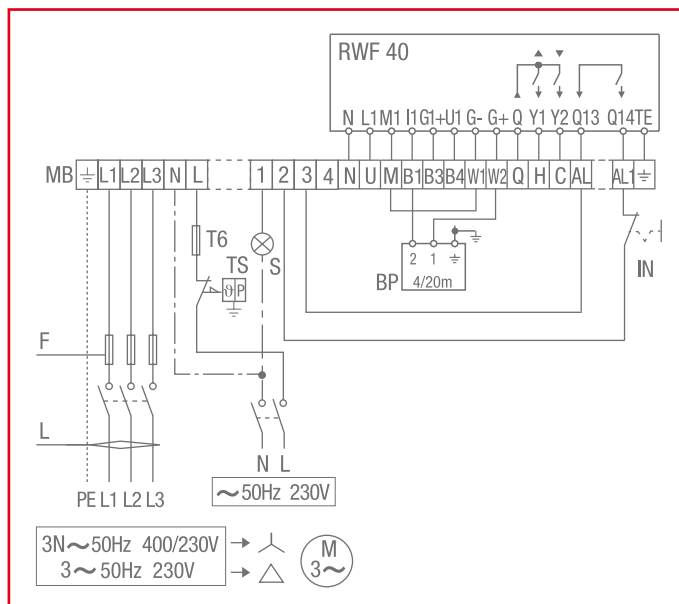 RWF 40
N L1 M1 I1 G1+ U1 G- G+ Q Y1 Y2 Q13 Q14 TE
MB L1 L2 L3 N L 1 2 3 4 N U M B1 B3 B4 W1 W2 Q H C AL AL1
T6
S
TS
ϑ P
2 1
BP 4/20m
IN
F
L
N L
PE L1 L2 L3
~ 50Hz 230V
3N ~ 50Hz 400/230V
3 ~ 50Hz 230V
M
3 ~